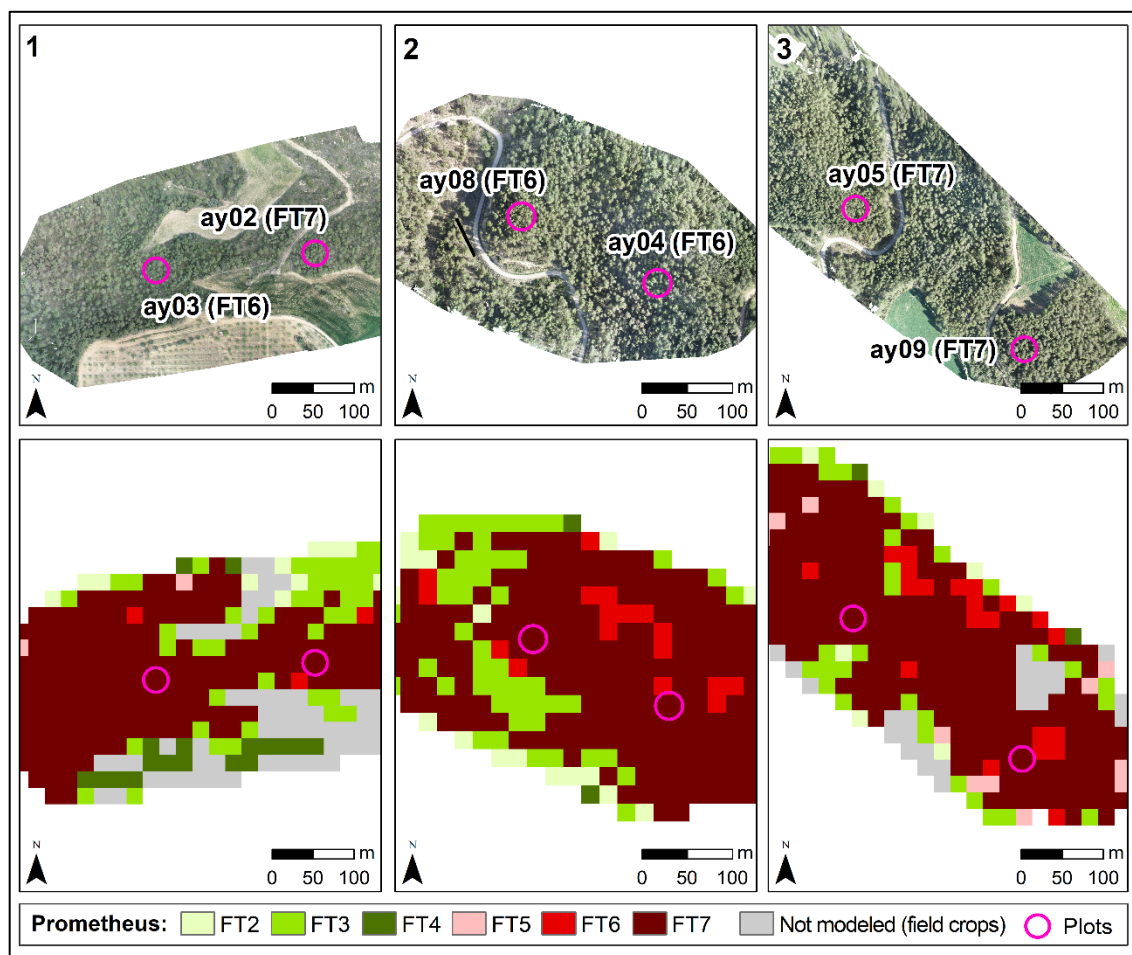 1
ay02 (FT7)
ay03 (FT6)
N
m
0 50 100
2
ay08 (FT6)
ay04 (FT6)
N
m
0 50 100
3
ay05 (FT7)
ay09 (FT7)
N
m
0 50 100
N
m
0 50 100
N
m
0 50 100
N
m
0 50 100
Prometheus: FT2 FT3 FT4 FT5 FT6 FT7 Not modeled (field crops) Plots